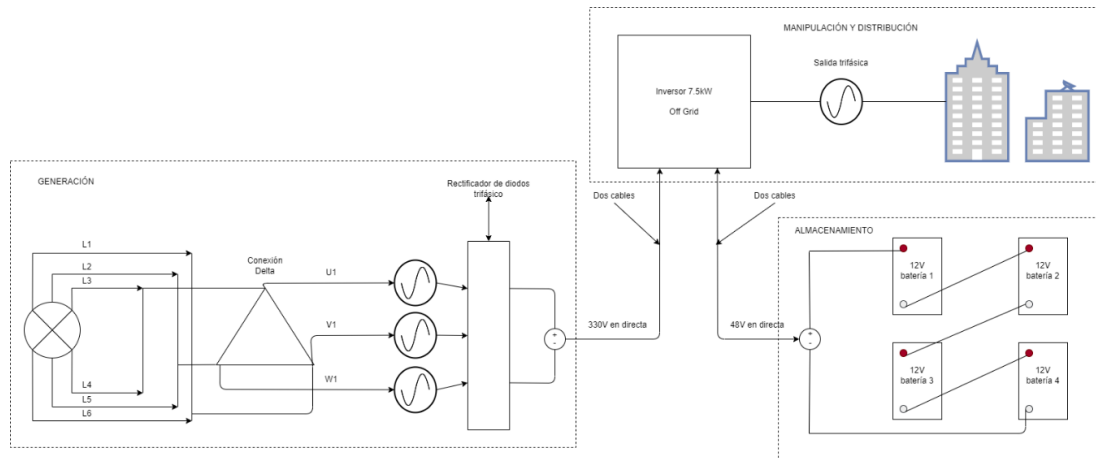 MANIPULACIÓN Y DISTRIBUCIÓN
Salida trifásica
Inversor 7.5kW
Off Grid
GENERACIÓN
Rectificador de diodos
trifásico
Dos cables
Dos cables
ALMACENAMIENTO
L1
L2
L3
Conexión
Delta
U1
V1
W1
L4
L5
L6
+
-
330V en directa
48V en directa
+
-
12V
batería 1
12V
batería 2
12V
batería 3
12V
batería 4